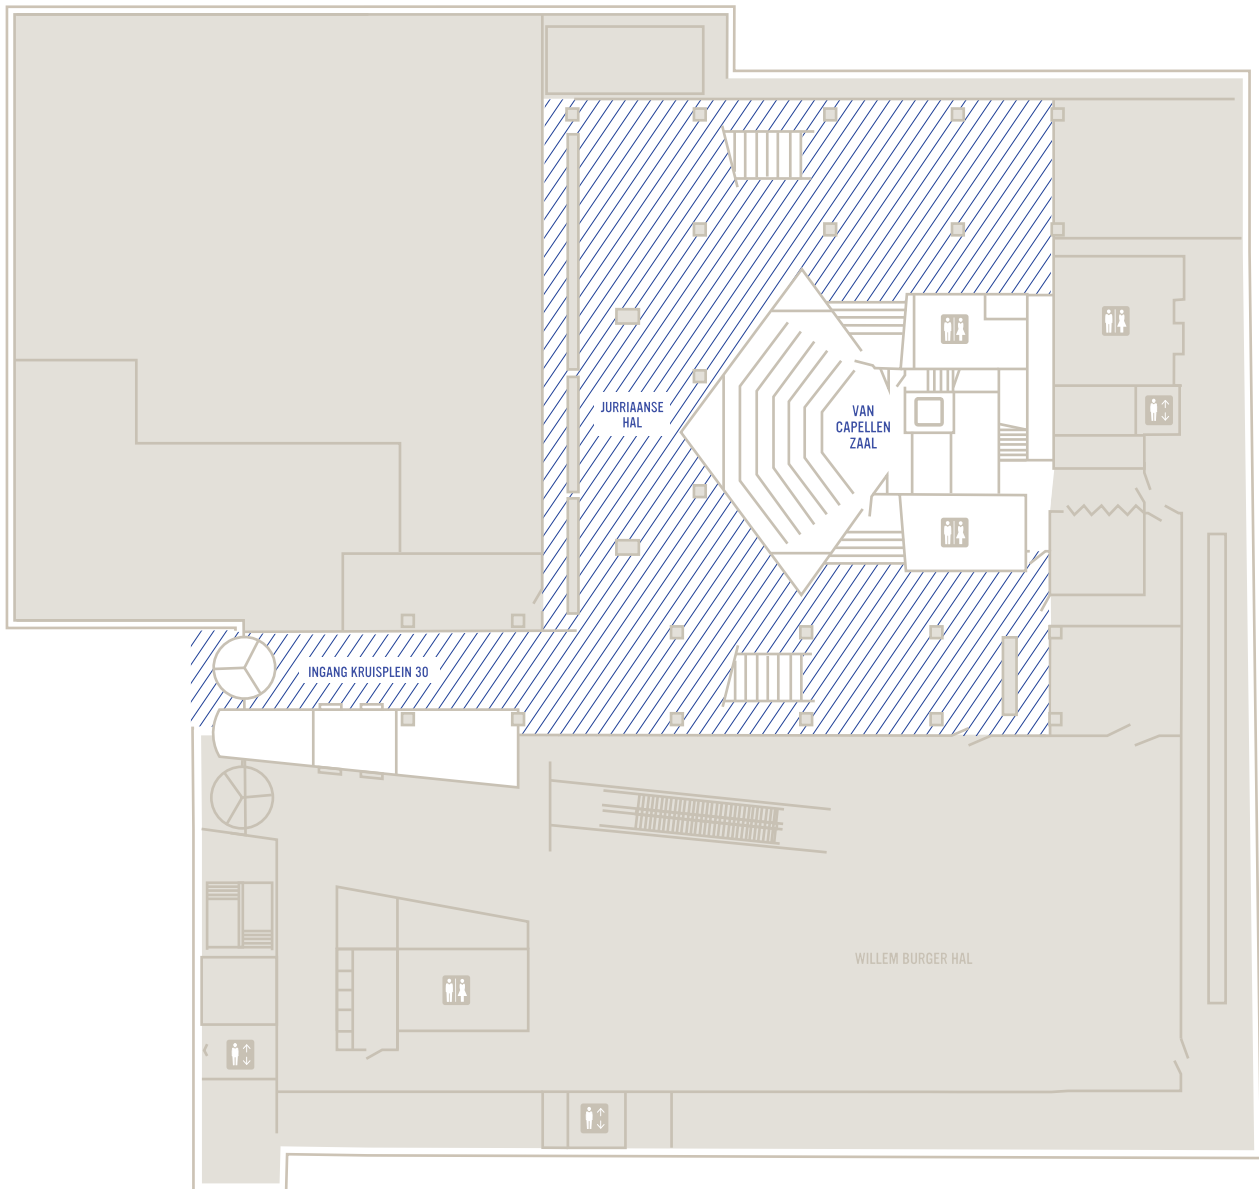 JURRIAANSE
HAL
VAN
CAPELLEN
ZAAL
INGANG KRUISPLEIN 30
WILLEM BURGER HAL